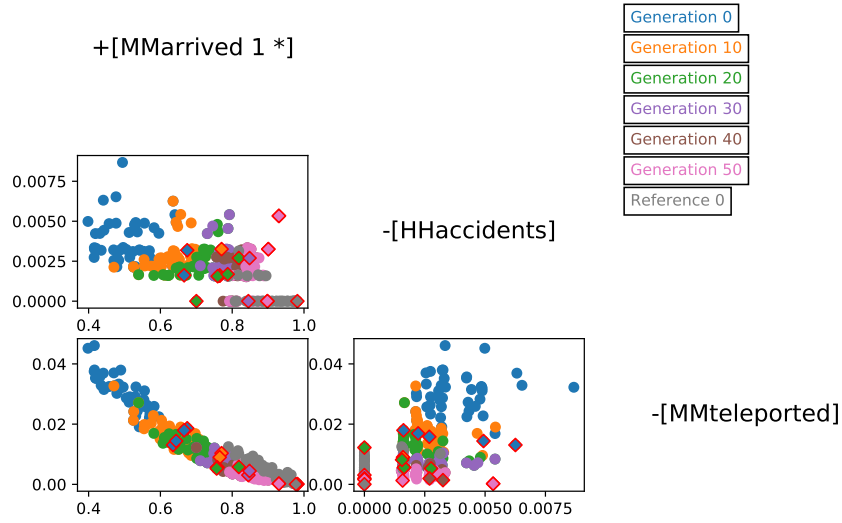 Generation 0
+[MMarrived 1 *]
Generation 10
Generation 20
Generation 30
Generation 40
Generation 50
Reference 0
0.0075
0.0050
0.0025
0.0000
0.4 0.6 0.8 1.0
-[HHaccidents]
0.04
0.02
0.00
0.4 0.6 0.8 1.0
0.04
0.02
0.00
0.0000 0.0025 0.0050 0.0075
-[MMteleported]